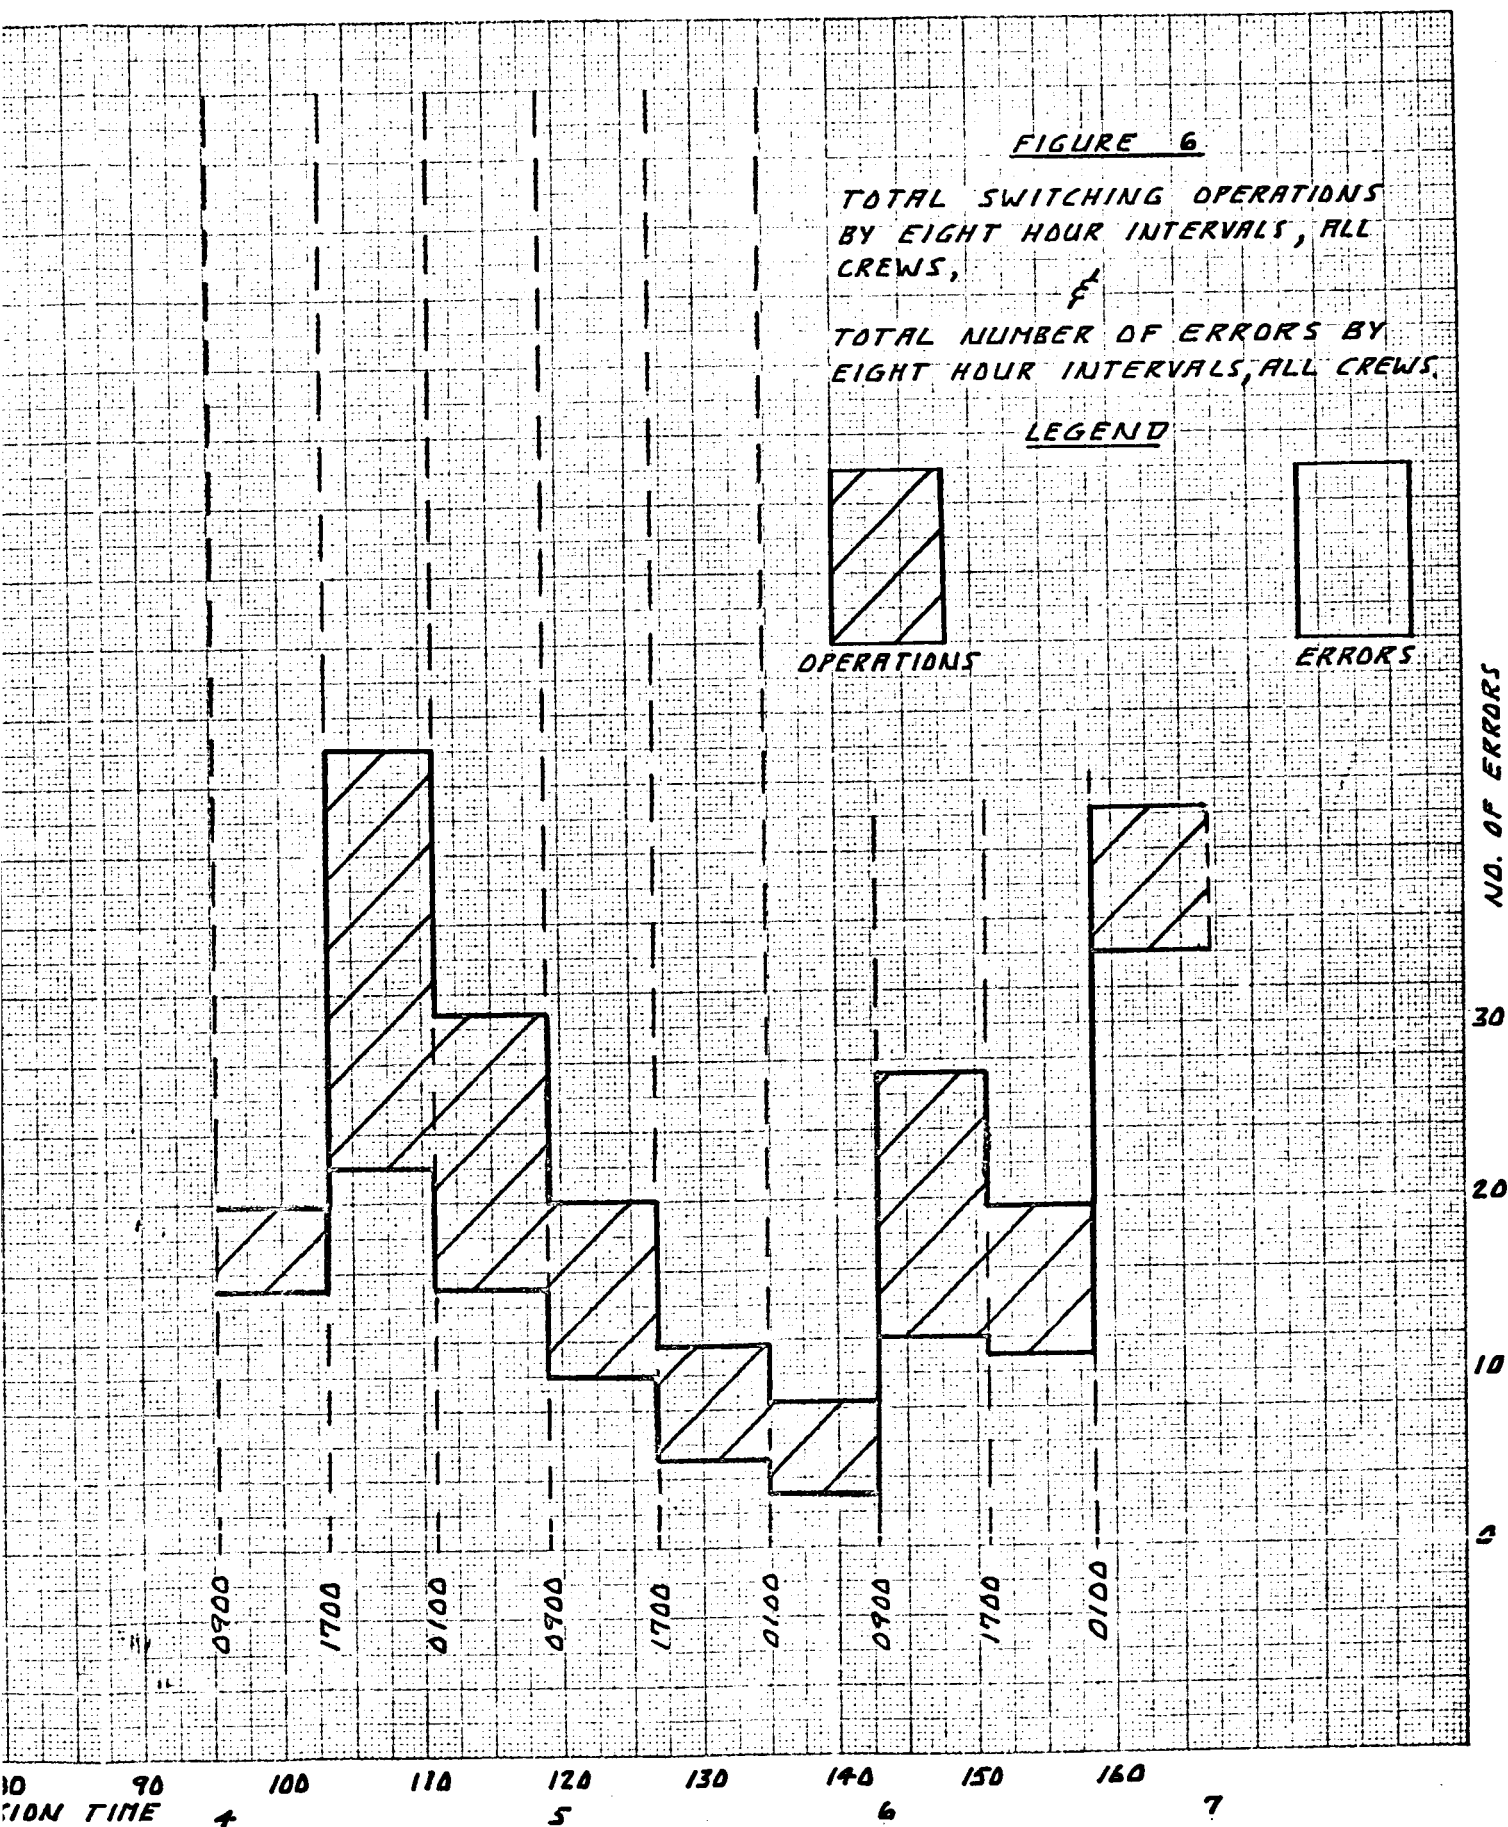 FIGURE 6
TOTAL SWITCHING OPERATIONS
BY EIGHT HOUR INTERVALS, ALL
CREWS,
&
TOTAL NUMBER OF ERRORS BY
EIGHT HOUR INTERVALS, ALL CREWS.
LEGEND
OPERATIONS
ERRORS
NO. OF ERRORS
30
20
10
0
0900 1700 0100 0900 1700 0100 0900 1700 0100
90 100 110 120 130 140 150 160
TIME 4 5 6 7